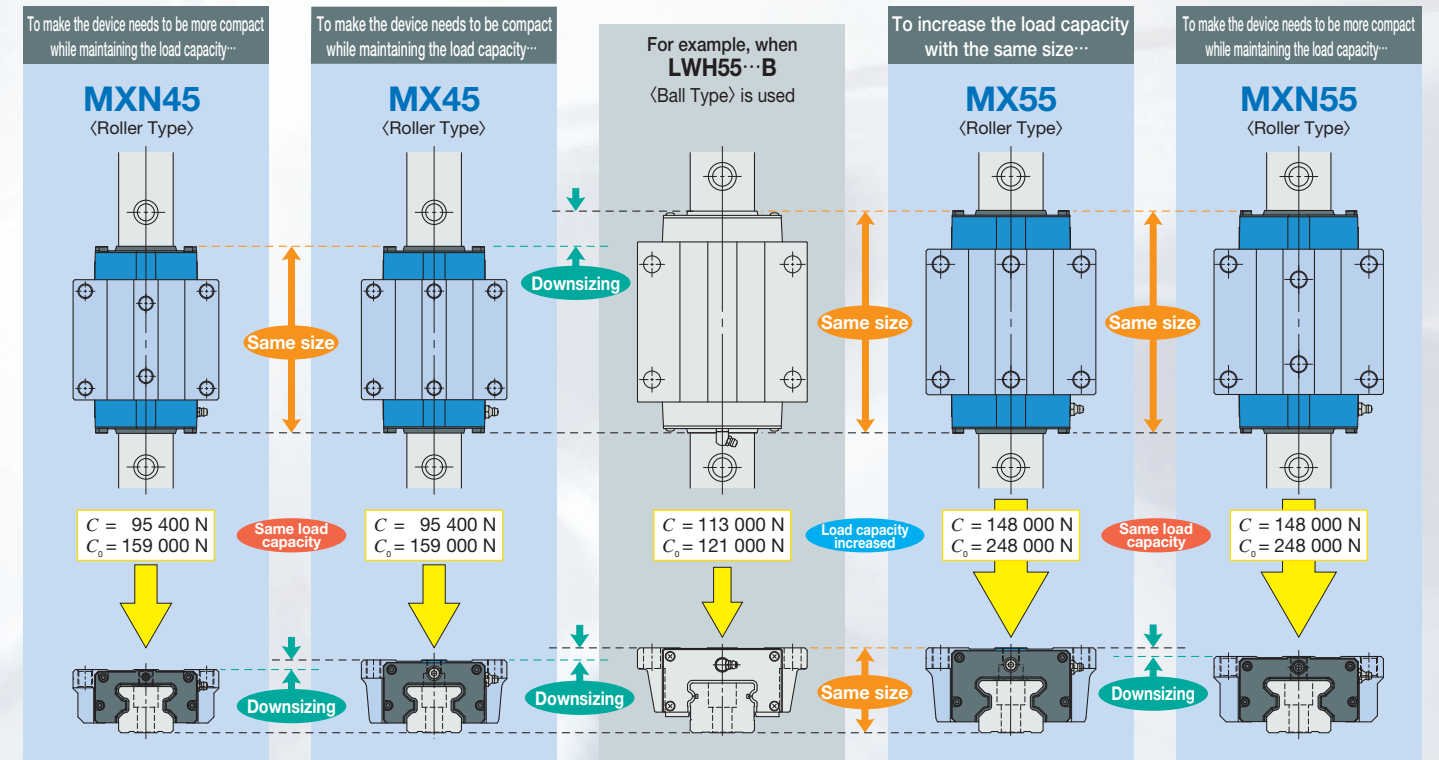 To make the device needs to be more compact
while maintaining the load capacity…
MXN45
〈Roller Type〉
To make the device needs to be compact
while maintaining the load capacity…
MX45
〈Roller Type〉
For example, when
LWH55…B
〈Ball Type〉 is used
To increase the load capacity
with the same size…
MX55
〈Roller Type〉
To make the device needs to be more compact
while maintaining the load capacity…
MXN55
〈Roller Type〉
Downsizing
Same size
Same size
Same size
C = 95 400 N
C₀ = 159 000 N
Same load
capacity
C = 95 400 N
C₀ = 159 000 N
C = 113 000 N
C₀ = 121 000 N
Load capacity
increased
C = 148 000 N
C₀ = 248 000 N
Same load
capacity
C = 148 000 N
C₀ = 248 000 N
Downsizing
Downsizing
Same size
Downsizing